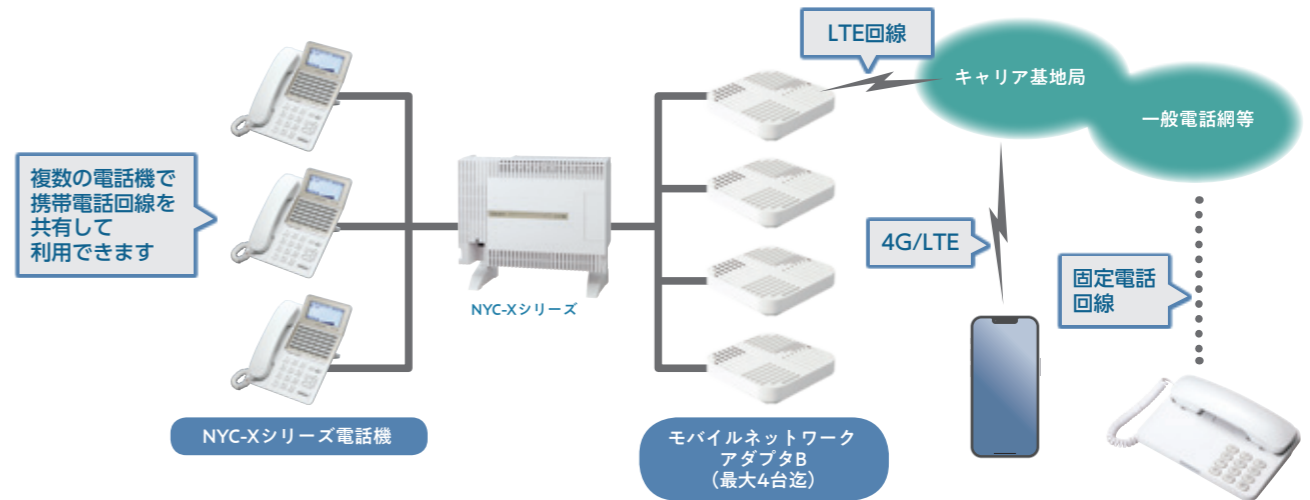 LTE回線
キャリア基地局
一般電話網等
複数の電話機で
携帯電話回線を
共有して
利用できます
4G/LTE
固定電話
回線
NYC-Xシリーズ
NYC-Xシリーズ電話機
モバイルネットワーク
アダプタB
（最大4台迄）